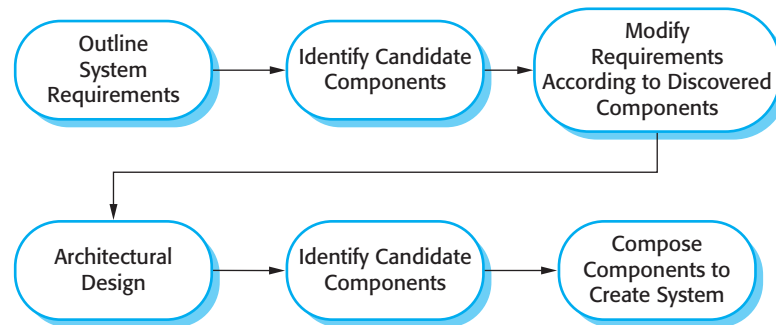 Outline
System
Requirements
Identify Candidate
Components
Modify
Requirements
According to Discovered
Components
Architectural
Design
Identify Candidate
Components
Compose
Components to
Create System